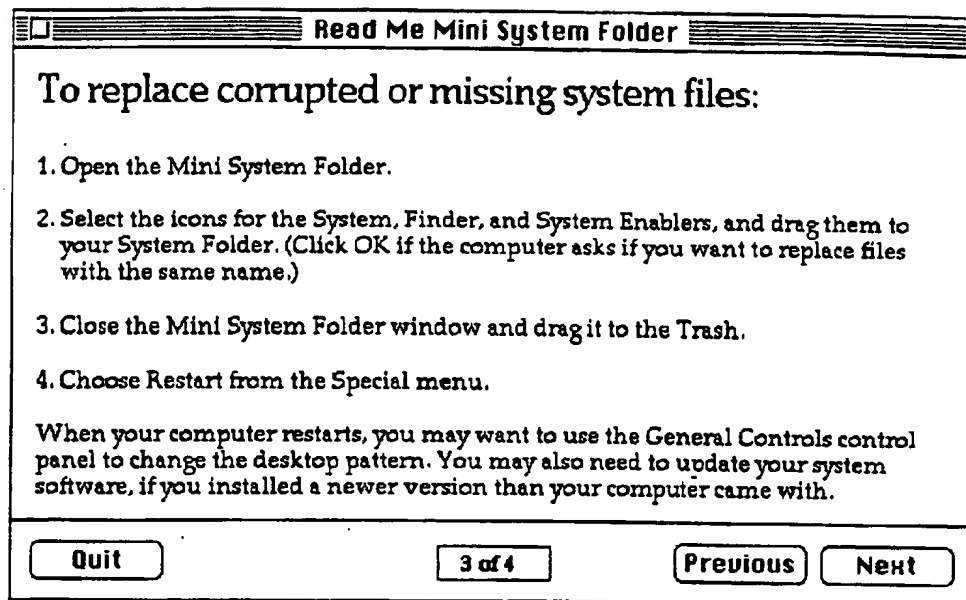 Read Me Mini System Folder
To replace corrupted or missing system files:
1. Open the Mini System Folder.
2. Select the icons for the System, Finder, and System Enablers, and drag them to
your System Folder. (Click OK if the computer asks if you want to replace files
with the same name.)
3. Close the Mini System Folder window and drag it to the Trash.
4. Choose Restart from the Special menu.
When your computer restarts, you may want to use the General Controls control
panel to change the desktop pattern. You may also need to update your system
software, if you installed a newer version than your computer came with.
Quit
3 of 4
Previous
Next